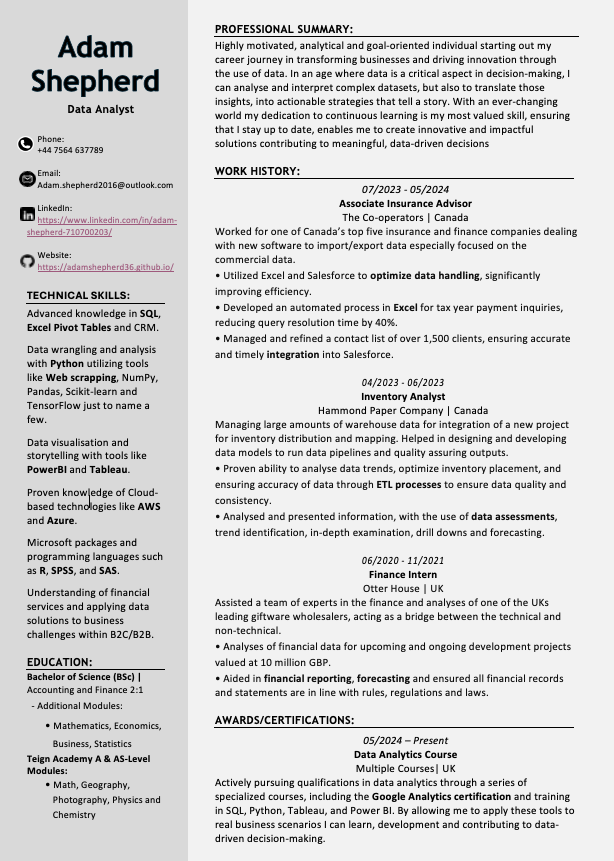 Adam
Shepherd
Data Analyst
Phone:
+44 7564 637789
Email:
Adam.shepherd2016@outlook.com
LinkedIn:
https://www.linkedin.com/in/adam-
shepherd-710700203/
Website:
https://adamshepherd36.github.io/
TECHNICAL SKILLS:
Advanced knowledge in SQL,
Excel Pivot Tables and CRM.
Data wrangling and analysis
with Python utilizing tools
like Web scrapping, NumPy,
Pandas, Scikit-learn and
TensorFlow just to name a
few.
Data visualisation and
storytelling with tools like
PowerBI and Tableau.
Proven knowledge of Cloud-
based technologies like AWS
and Azure.
Microsoft packages and
programming languages such
as R, SPSS, and SAS.
Understanding of financial
services and applying data
solutions to business
challenges within B2C/B2B.
EDUCATION:
Bachelor of Science (BSc) |
Accounting and Finance 2:1
- Additional Modules:
• Mathematics, Economics,
Business, Statistics
Teign Academy A & AS-Level
Modules:
• Math, Geography,
Photography, Physics and
Chemistry
PROFESSIONAL SUMMARY:
Highly motivated, analytical and goal-oriented individual starting out my
career journey in transforming businesses and driving innovation through
the use of data. In an age where data is a critical aspect in decision-making, I
can analyse and interpret complex datasets, but also to translate those
insights, into actionable strategies that tell a story. With an ever-changing
world my dedication to continuous learning is my most valued skill, ensuring
that I stay up to date, enables me to create innovative and impactful
solutions contributing to meaningful, data-driven decisions
WORK HISTORY:
07/2023 - 05/2024
Associate Insurance Advisor
The Co-operators | Canada
Worked for one of Canada's top five insurance and finance companies dealing
with new software to import/export data especially focused on the
commercial data.
• Utilized Excel and Salesforce to optimize data handling, significantly
improving efficiency.
• Developed an automated process in Excel for tax year payment inquiries,
reducing query resolution time by 40%.
• Managed and refined a contact list of over 1,500 clients, ensuring accurate
and timely integration into Salesforce.
04/2023 - 06/2023
Inventory Analyst
Hammond Paper Company | Canada
Managing large amounts of warehouse data for integration of a new project
for inventory distribution and mapping. Helped in designing and developing
data models to run data pipelines and quality assuring outputs.
• Proven ability to analyse data trends, optimize inventory placement, and
ensuring accuracy of data through ETL processes to ensure data quality and
consistency.
• Analysed and presented information, with the use of data assessments,
trend identification, in-depth examination, drill downs and forecasting.
06/2020 - 11/2021
Finance Intern
Otter House | UK
Assisted a team of experts in the finance and analyses of one of the UKs
leading giftware wholesalers, acting as a bridge between the technical and
non-technical.
• Analyses of financial data for upcoming and ongoing development projects
valued at 10 million GBP.
• Aided in financial reporting, forecasting and ensured all financial records
and statements are in line with rules, regulations and laws.
AWARDS/CERTIFICATIONS:
05/2024 – Present
Data Analytics Course
Multiple Courses| UK
Actively pursuing qualifications in data analytics through a series of
specialized courses, including the Google Analytics certification and training
in SQL, Python, Tableau, and Power BI. By allowing me to apply these tools to
real business scenarios I can learn, development and contributing to data-
driven decision-making.